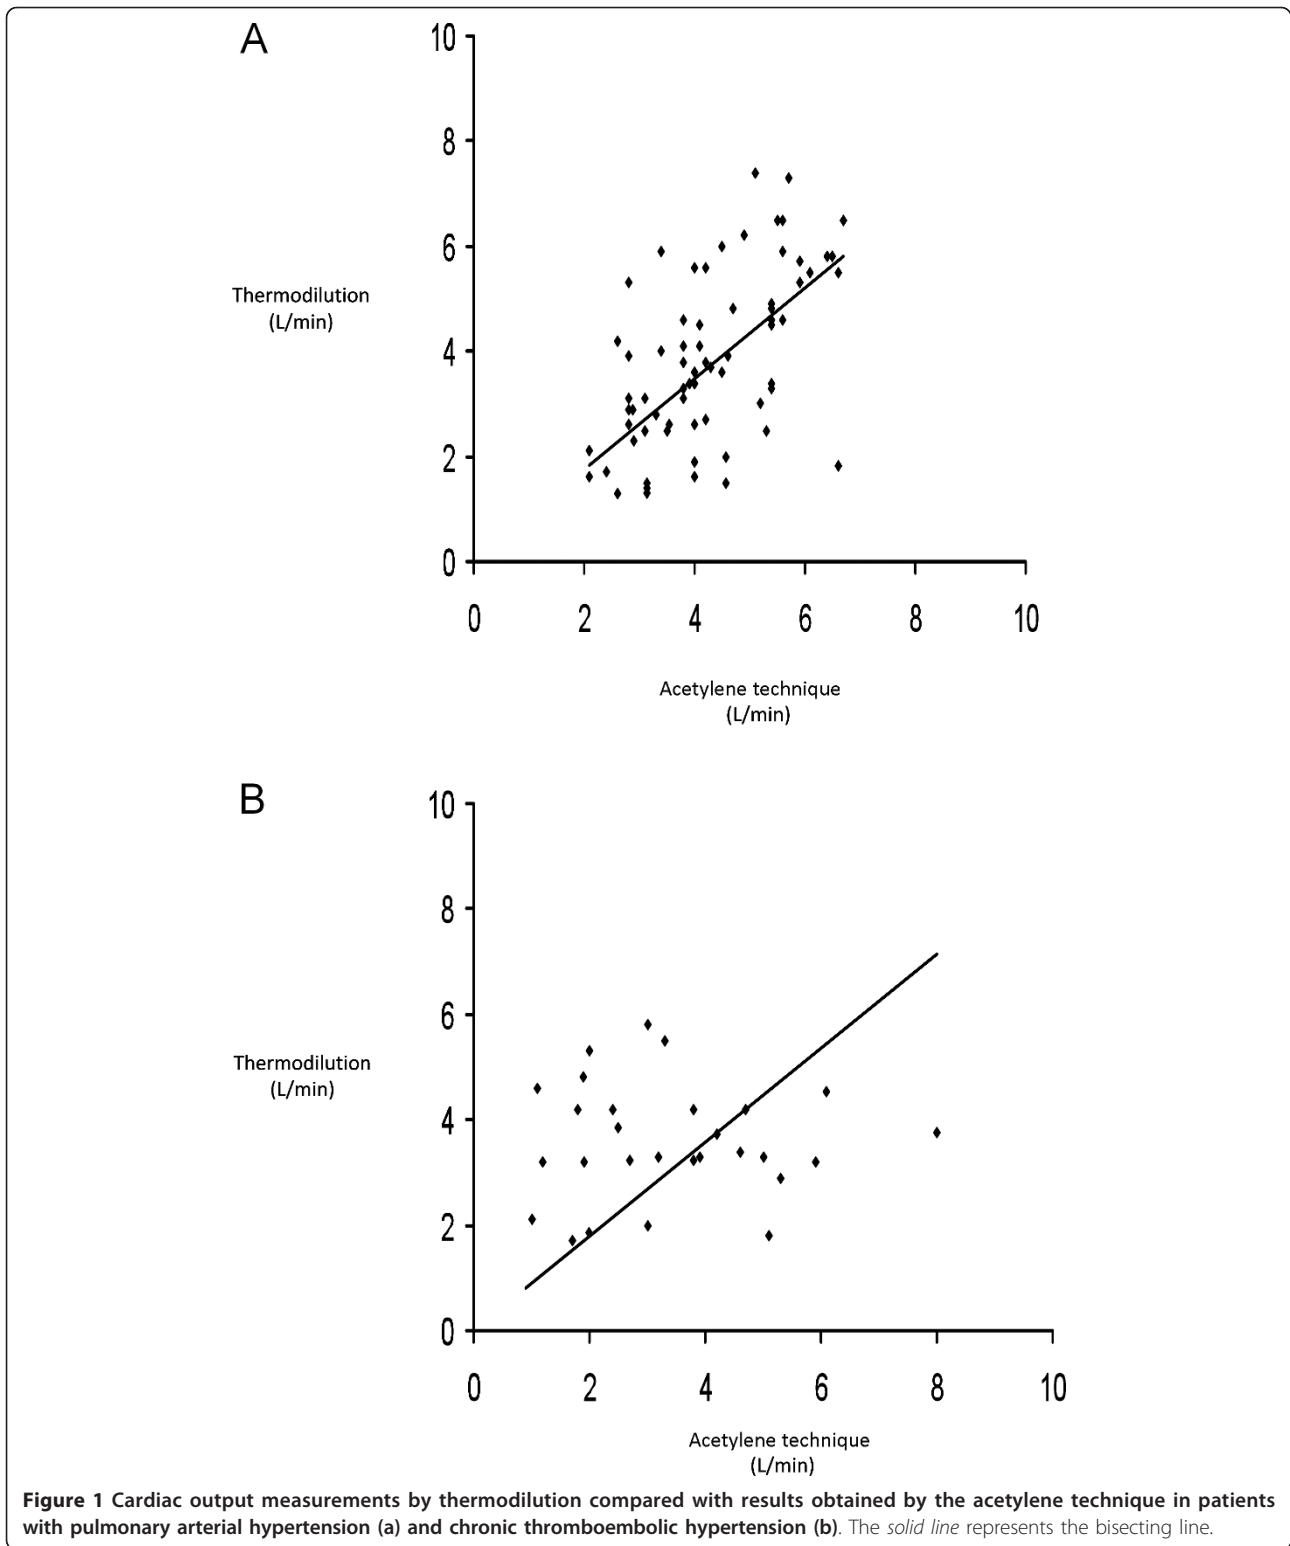 A
10
8
6
Thermodilution
(L/min)
4
2
0
0 2 4 6 8 10
Acetylene technique
(L/min)
B
10
8
6
Thermodilution
(L/min)
4
2
0
0 2 4 6 8 10
Acetylene technique
(L/min)
Figure 1 Cardiac output measurements by thermodilution compared with results obtained by the acetylene technique in patients
with pulmonary arterial hypertension (a) and chronic thromboembolic hypertension (b). The solid line represents the bisecting line.